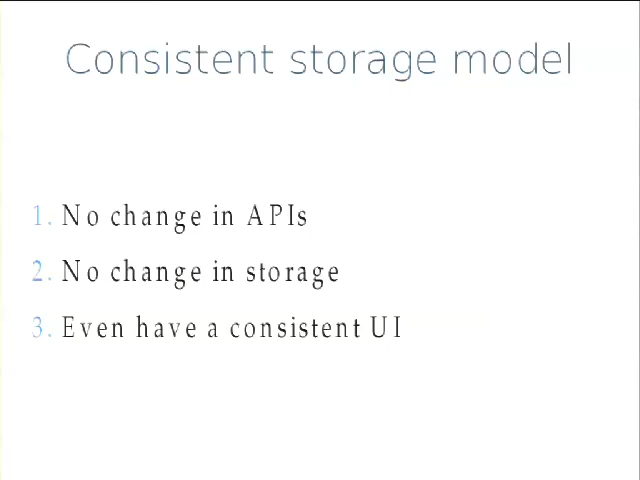 Consistent storage model
1. No change in APIs
2. No change in storage
3. Even have a consistent UI